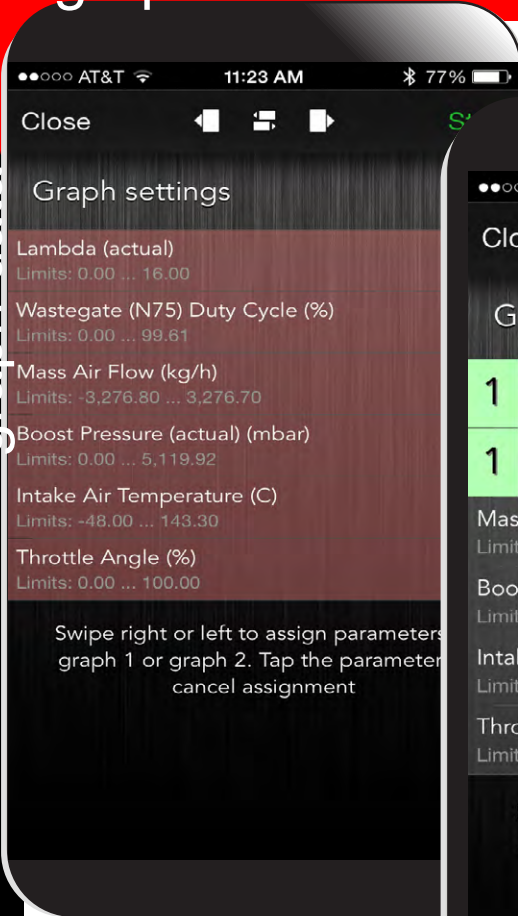 AT&T 11:23 AM 77%
Close
Graph settings
Lambda (actual)
Limits: 0.00 ... 16.00
Wastegate (N75) Duty Cycle (%)
Limits: 0.00 ... 99.61
Mass Air Flow (kg/h)
Limits: -3,276.80 ... 3,276.70
Boost Pressure (actual) (mbar)
Limits: 0.00 ... 5,119.92
Intake Air Temperature (C)
Limits: -48.00 ... 143.30
Throttle Angle (%)
Limits: 0.00 ... 100.00
Swipe right or left to assign parameters
graph 1 or graph 2. Tap the parameter
cancel assignment
Clo
G
1
1
Mas
Limit
Boo
Limit
Intal
Limit
Thro
Limit